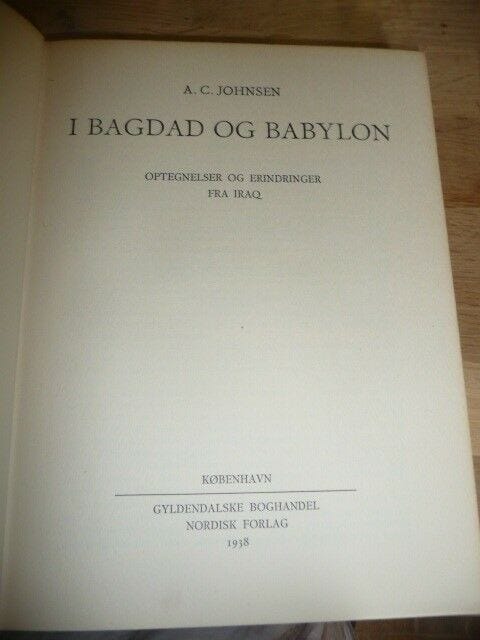 A. C. JOHNSEN
I BAGDAD OG BABYLON
OPTEGNELSER OG ERINDRINGER
FRA IRAQ
KØBENHAVN
GYLDENDALSKE BOGHANDEL
NORDISK FORLAG
1938